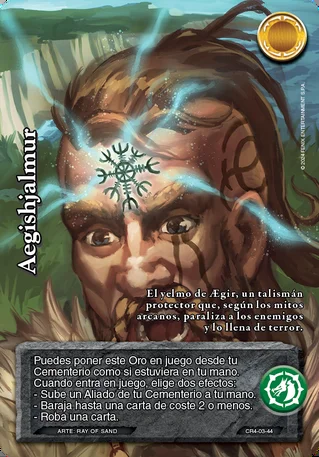 Aegishjalmur
© 2024 FENIX ENTERTAINMENT S.P.A.
El yelmo de Ægir, un talismán
protector que, según los mitos
arcanos, paraliza a los enemigos
y lo llena de terror.
Puedes poner este Oro en juego desde tu
Cementerio como si estuviera en tu mano.
Cuando entra en juego, elige dos efectos:
- Sube un Aliado de tu Cementerio a tu mano.
- Baraja hasta una carta de coste 2 o menos.
- Roba una carta.
ARTE: RAY OF SAND
CR4-03-44